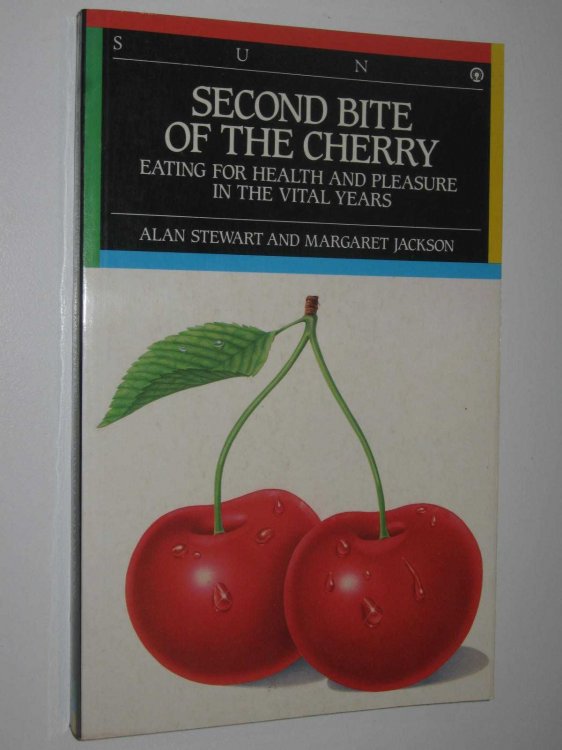 S U N
SECOND BITE
OF THE CHERRY
EATING FOR HEALTH AND PLEASURE
IN THE VITAL YEARS
ALAN STEWART AND MARGARET JACKSON